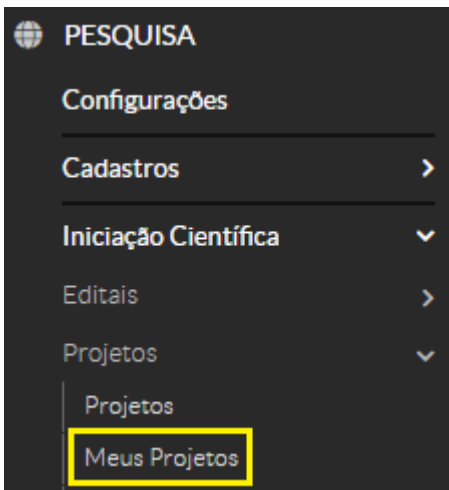 PESQUISA
Configurações
Cadastros
Iniciação Científica
Editais
Projetos
Projetos
Meus Projetos